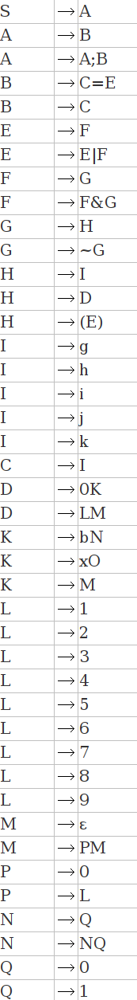 S → A
A → B
A → A;B
B → C=E
B → C
E → F
E → E|F
F → G
F → F&G
G → H
G → ~G
H → I
H → D
H → (E)
I → g
I → h
I → i
I → j
I → k
C → I
D → 0K
D → LM
K → bN
K → xO
K → M
L → 1
L → 2
L → 3
L → 4
L → 5
L → 6
L → 7
L → 8
L → 9
M → ε
M → PM
P → 0
P → L
N → Q
N → NQ
Q → 0
Q → 1